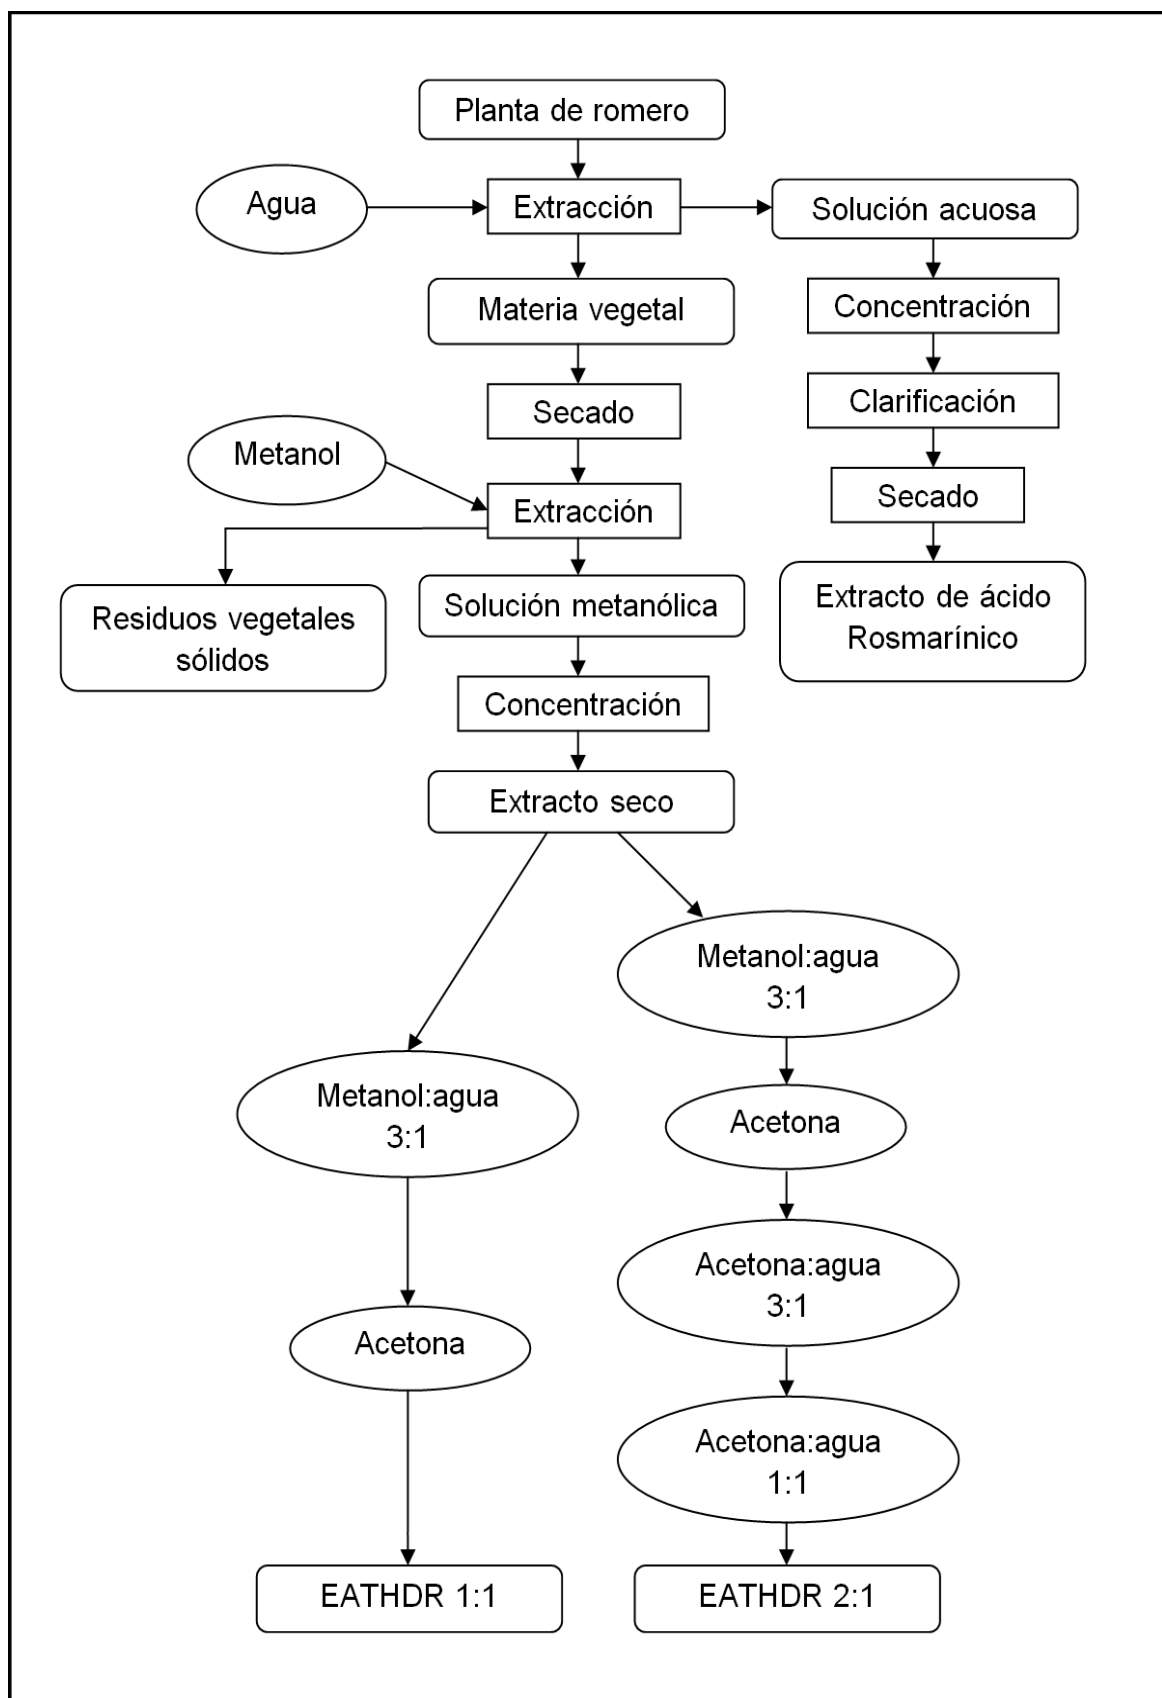 Planta de romero
Agua
Extracción
Solución acuosa
Materia vegetal
Concentración
Secado
Clarificación
Metanol
Extracción
Secado
Residuos vegetales
sólidos
Solución metanólica
Extracto de ácido
Rosmarínico
Concentración
Extracto seco
Metanol:agua
3:1
Metanol:agua
3:1
Acetona
Acetona:agua
3:1
Acetona
Acetona:agua
1:1
EATHDR 1:1
EATHDR 2:1